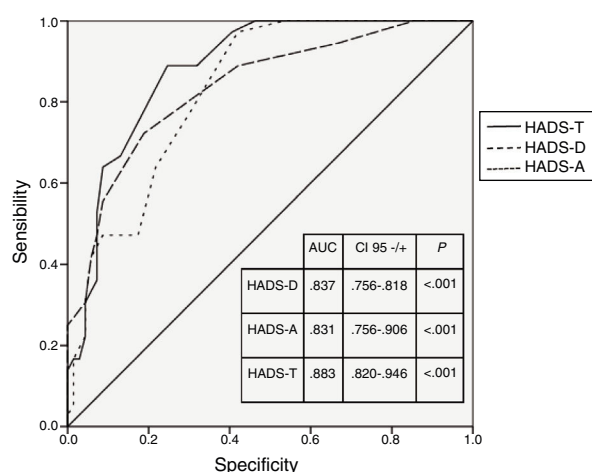 1.0
0.8
0.6
0.4
0.2
0.0
Sensibility
0.0 0.2 0.4 0.6 0.8 1.0
Specificity
HADS-T
HADS-D
HADS-A
AUC CI 95 -/+ P
HADS-D .837 .756-.818 <.001
HADS-A .831 .756-.906 <.001
HADS-T .883 .820-.946 <.001